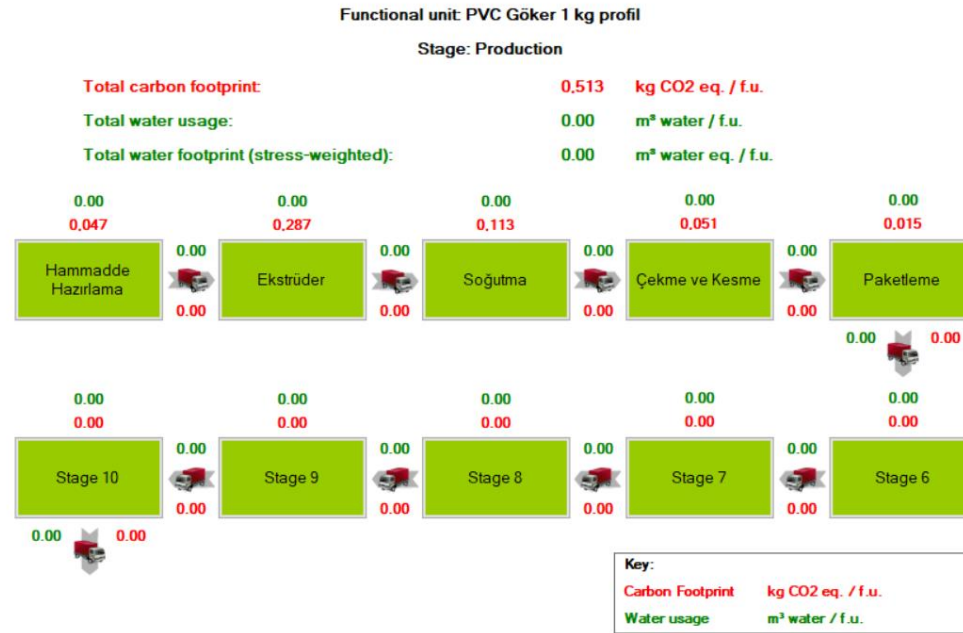 Functional unit: PVC Göker 1 kg profil
Stage: Production
Total carbon footprint: 0,513 kg CO2 eq. / f.u.
Total water usage: 0.00 m³ water / f.u.
Total water footprint (stress-weighted): 0.00 m³ water eq. / f.u.
0.00 0.00 0.00 0.00 0.00
0,047 0,287 0,113 0,051 0,015
0.00 0.00 0.00 0.00
Hammadde
Hazırlama
Ekstrüder Soğutma Çekme ve Kesme Paketleme
0.00 0.00 0.00 0.00
0.00 0.00
0.00 0.00 0.00 0.00 0.00
0.00 0.00 0.00 0.00 0.00
0.00 0.00 0.00 0.00
Stage 10 Stage 9 Stage 8 Stage 7 Stage 6
0.00 0.00 0.00 0.00
0.00 0.00
Key:
Carbon Footprint kg CO2 eq. / f.u.
Water usage m³ water / f.u.